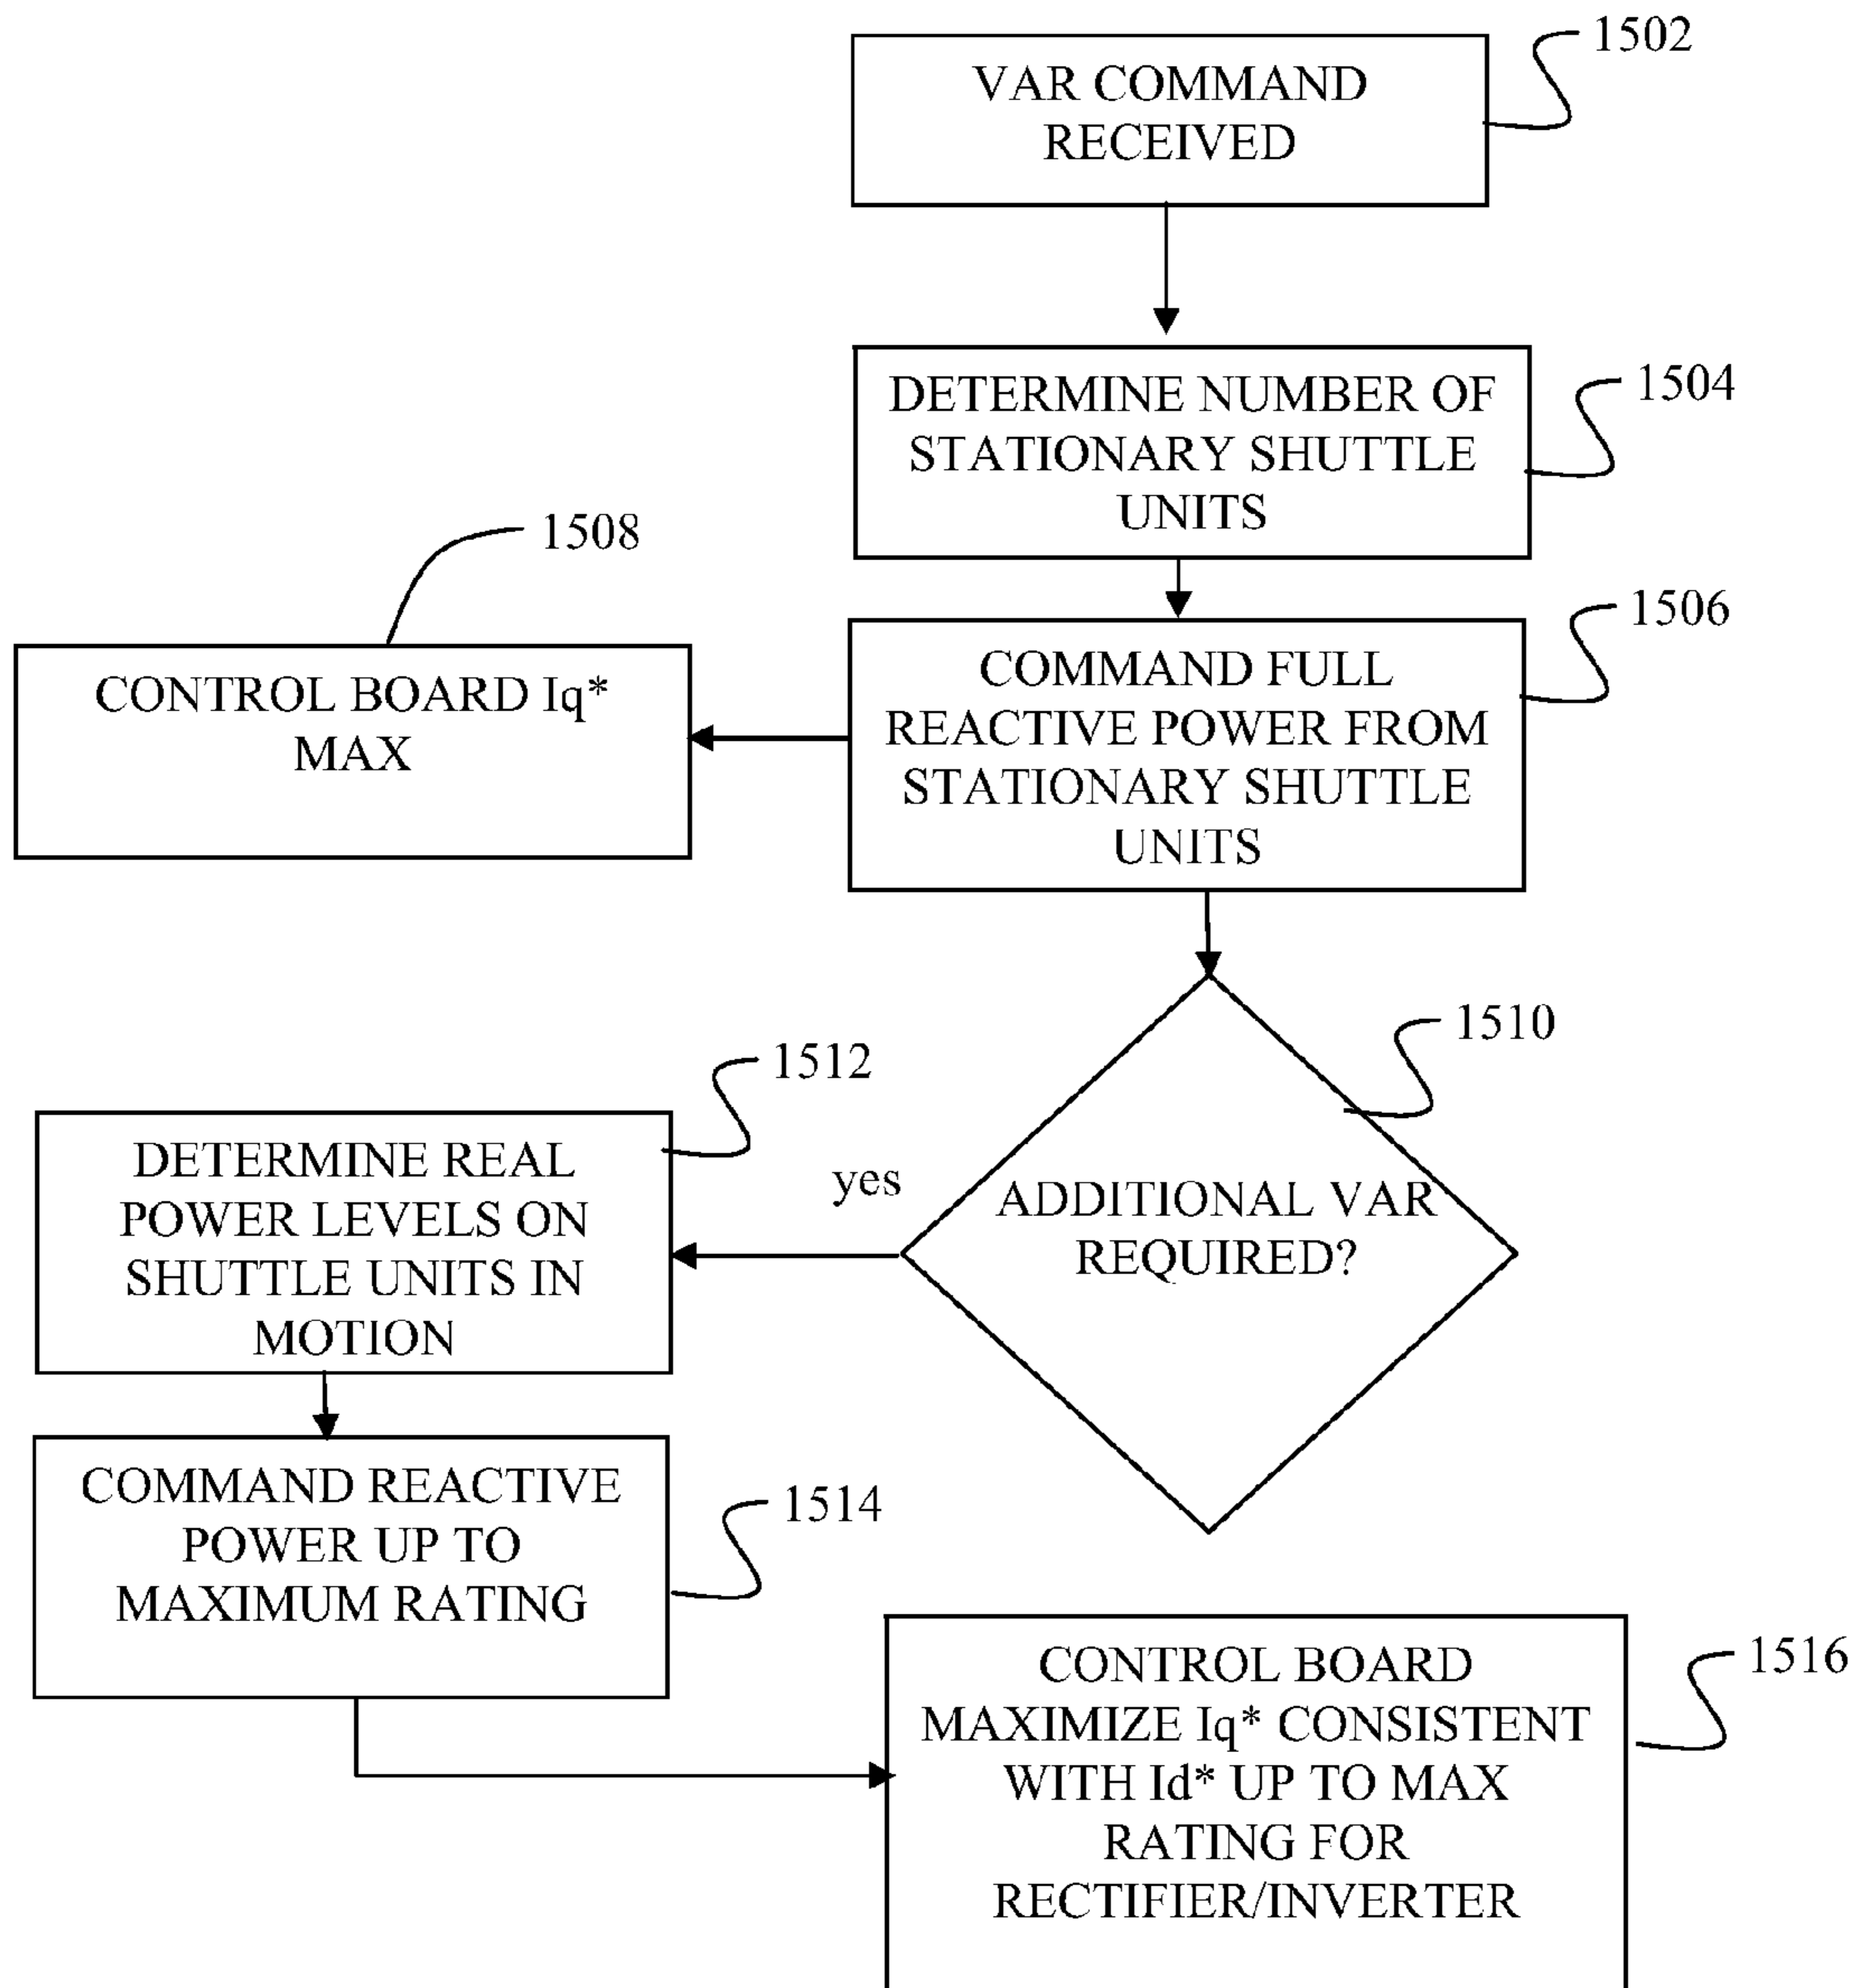 1502
VAR COMMAND
RECEIVED
1504
DETERMINE NUMBER OF
STATIONARY SHUTTLE
UNITS
1508
CONTROL BOARD Iq*
MAX
1506
COMMAND FULL
REACTIVE POWER FROM
STATIONARY SHUTTLE
UNITS
1510
ADDITIONAL VAR
REQUIRED?
yes
1512
DETERMINE REAL
POWER LEVELS ON
SHUTTLE UNITS IN
MOTION
1514
COMMAND REACTIVE
POWER UP TO
MAXIMUM RATING
1516
CONTROL BOARD
MAXIMIZE Iq* CONSISTENT
WITH Id* UP TO MAX
RATING FOR
RECTIFIER/INVERTER